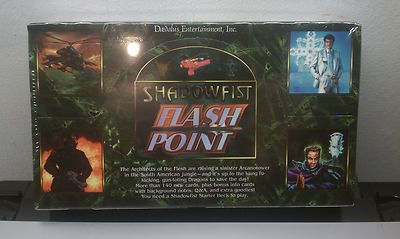 Daedalus Entertainment, Inc.
SHADOWFIST
FLASH
POINT
The Architects of the Flesh are raising a sinister Arcanotower
in the South American jungle—and it's up to the kung fu-
kicking, gun-toting Dragons to save the day!
More than 140 new cards, plus bonus info cards
with background notes, Q&A, and extra goodies!
You need a Shadowfist Starter Deck to play.